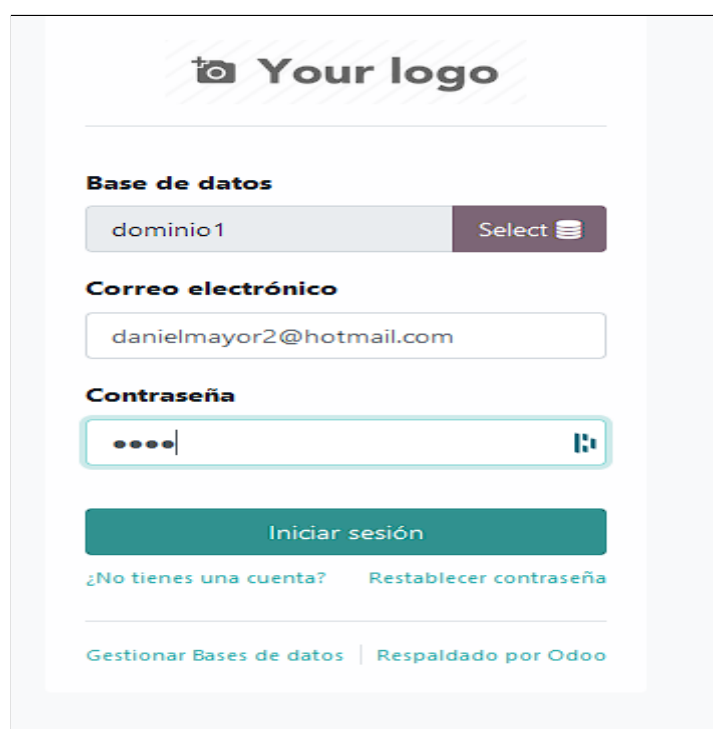 Your logo
Base de datos
dominio1 Select
Correo electrónico
danielmayor2@hotmail.com
Contraseña
••••
Iniciar sesión
¿No tienes una cuenta? Restablecer contraseña
Gestionar Bases de datos | Respaldado por Odoo